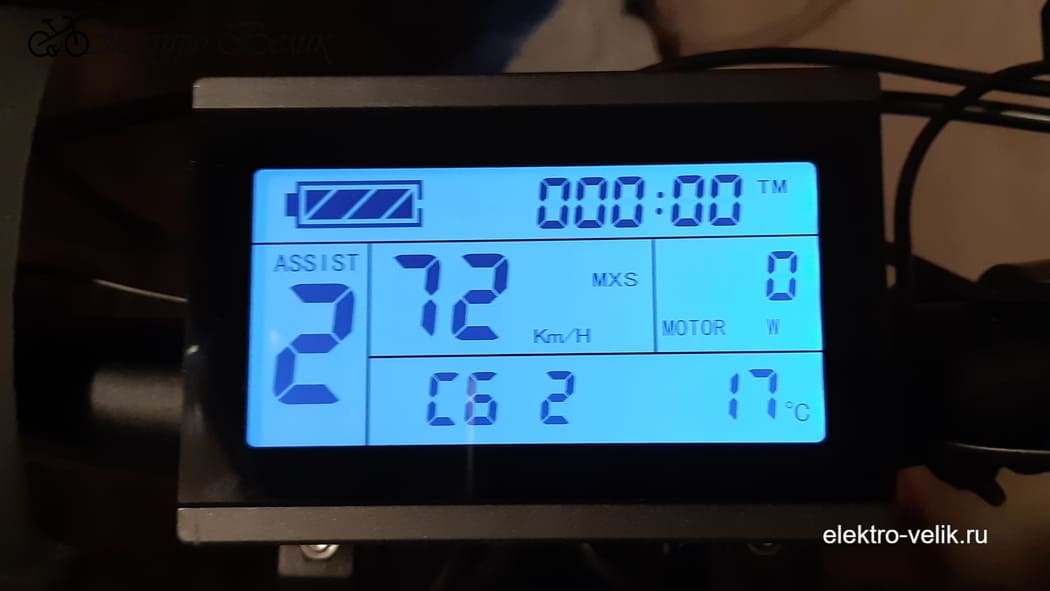 000:00 TM
ASSIST
2
72 MXS
Km/H
0
MOTOR W
C6 2 17 °C
elektro-velik.ru